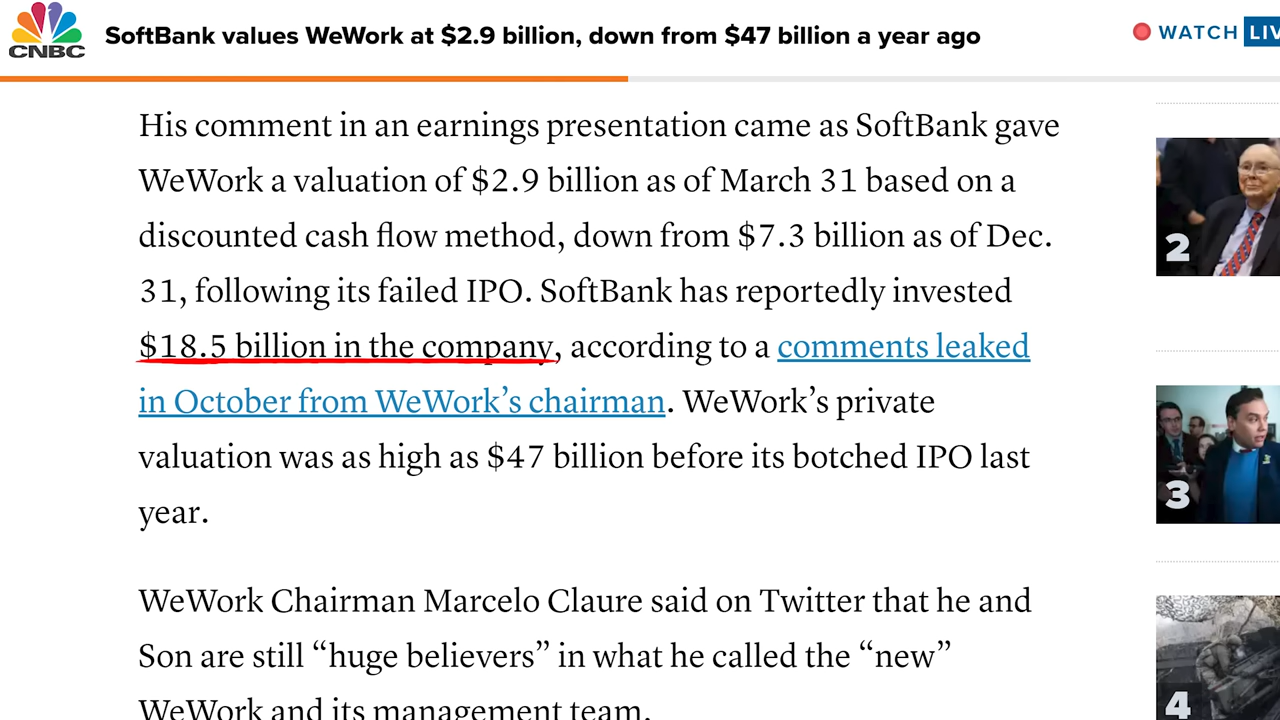 CNBC
SoftBank values WeWork at $2.9 billion, down from $47 billion a year ago
WATCH LIV
His comment in an earnings presentation came as SoftBank gave
WeWork a valuation of $2.9 billion as of March 31 based on a
discounted cash flow method, down from $7.3 billion as of Dec.
31, following its failed IPO. SoftBank has reportedly invested
$18.5 billion in the company, according to a comments leaked
in October from WeWork’s chairman. WeWork’s private
valuation was as high as $47 billion before its botched IPO last
year.
WeWork Chairman Marcelo Claure said on Twitter that he and
Son are still “huge believers” in what he called the “new”
WeWork and its management team.
2
3
4